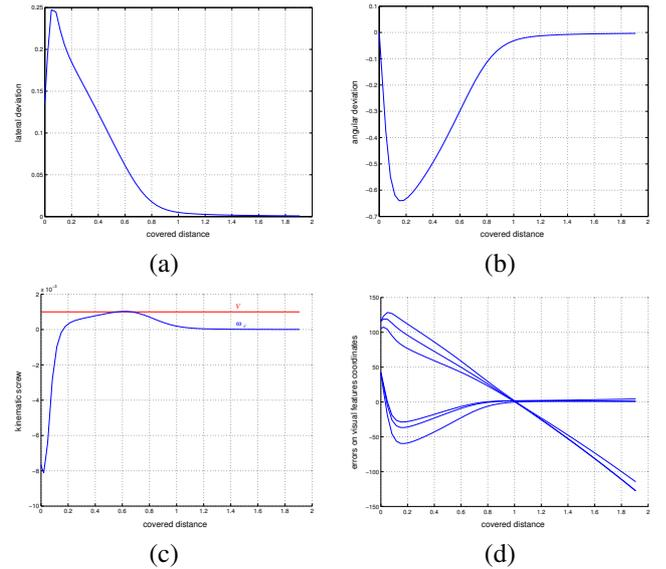 0.25
0.2
0.15
0.1
0.05
0
lateral deviation
0 0.2 0.4 0.6 0.8 1 1.2 1.4 1.6 1.8 2
covered distance
(a)
0.1
0
−0.1
−0.2
−0.3
−0.4
−0.5
−0.6
−0.7
angular deviation
0 0.2 0.4 0.6 0.8 1 1.2 1.4 1.6 1.8 2
covered distance
(b)
2
0
−2
−4
−6
−8
−10
kinematic screw
V
0 0.2 0.4 0.6 0.8 1 1.2 1.4 1.6 1.8 2
covered distance
(c)
150
100
50
0
−50
−100
−150
errors on visual features coordinates
0 0.2 0.4 0.6 0.8 1 1.2 1.4 1.6 1.8 2
covered distance
(d)